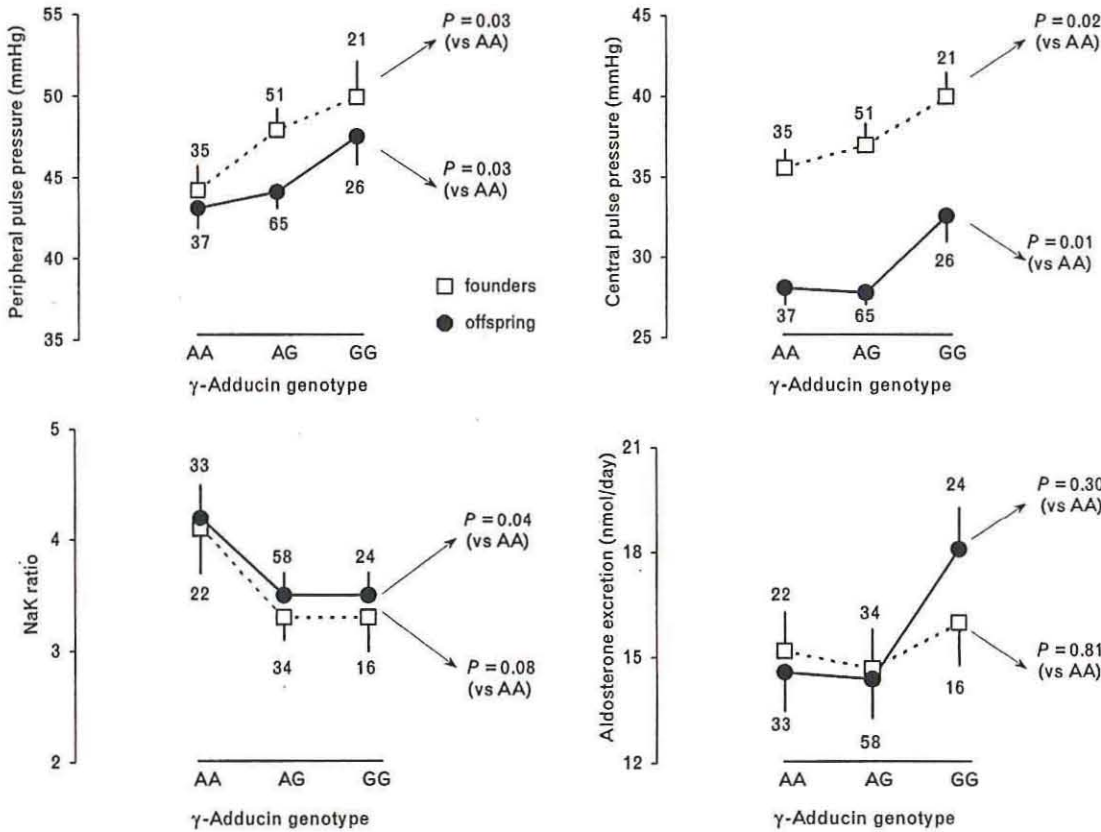 Peripheral pulse pressure (mmHg)
55
50
45
40
35
35
51
21
37
65
26
P = 0.03
(vs AA)
P = 0.03
(vs AA)
founders
offspring
AA AG GG
γ-Adducin genotype
Central pulse pressure (mmHg)
45
40
35
30
25
35
51
21
37
65
26
P = 0.02
(vs AA)
P = 0.01
(vs AA)
AA AG GG
γ-Adducin genotype
NaK ratio
5
4
3
2
33
58
24
22
34
16
P = 0.04
(vs AA)
P = 0.08
(vs AA)
AA AG GG
γ-Adducin genotype
Aldosterone excretion (nmol/day)
21
18
15
12
22
34
24
33
58
16
P = 0.30
(vs AA)
P = 0.81
(vs AA)
AA AG GG
γ-Adducin genotype